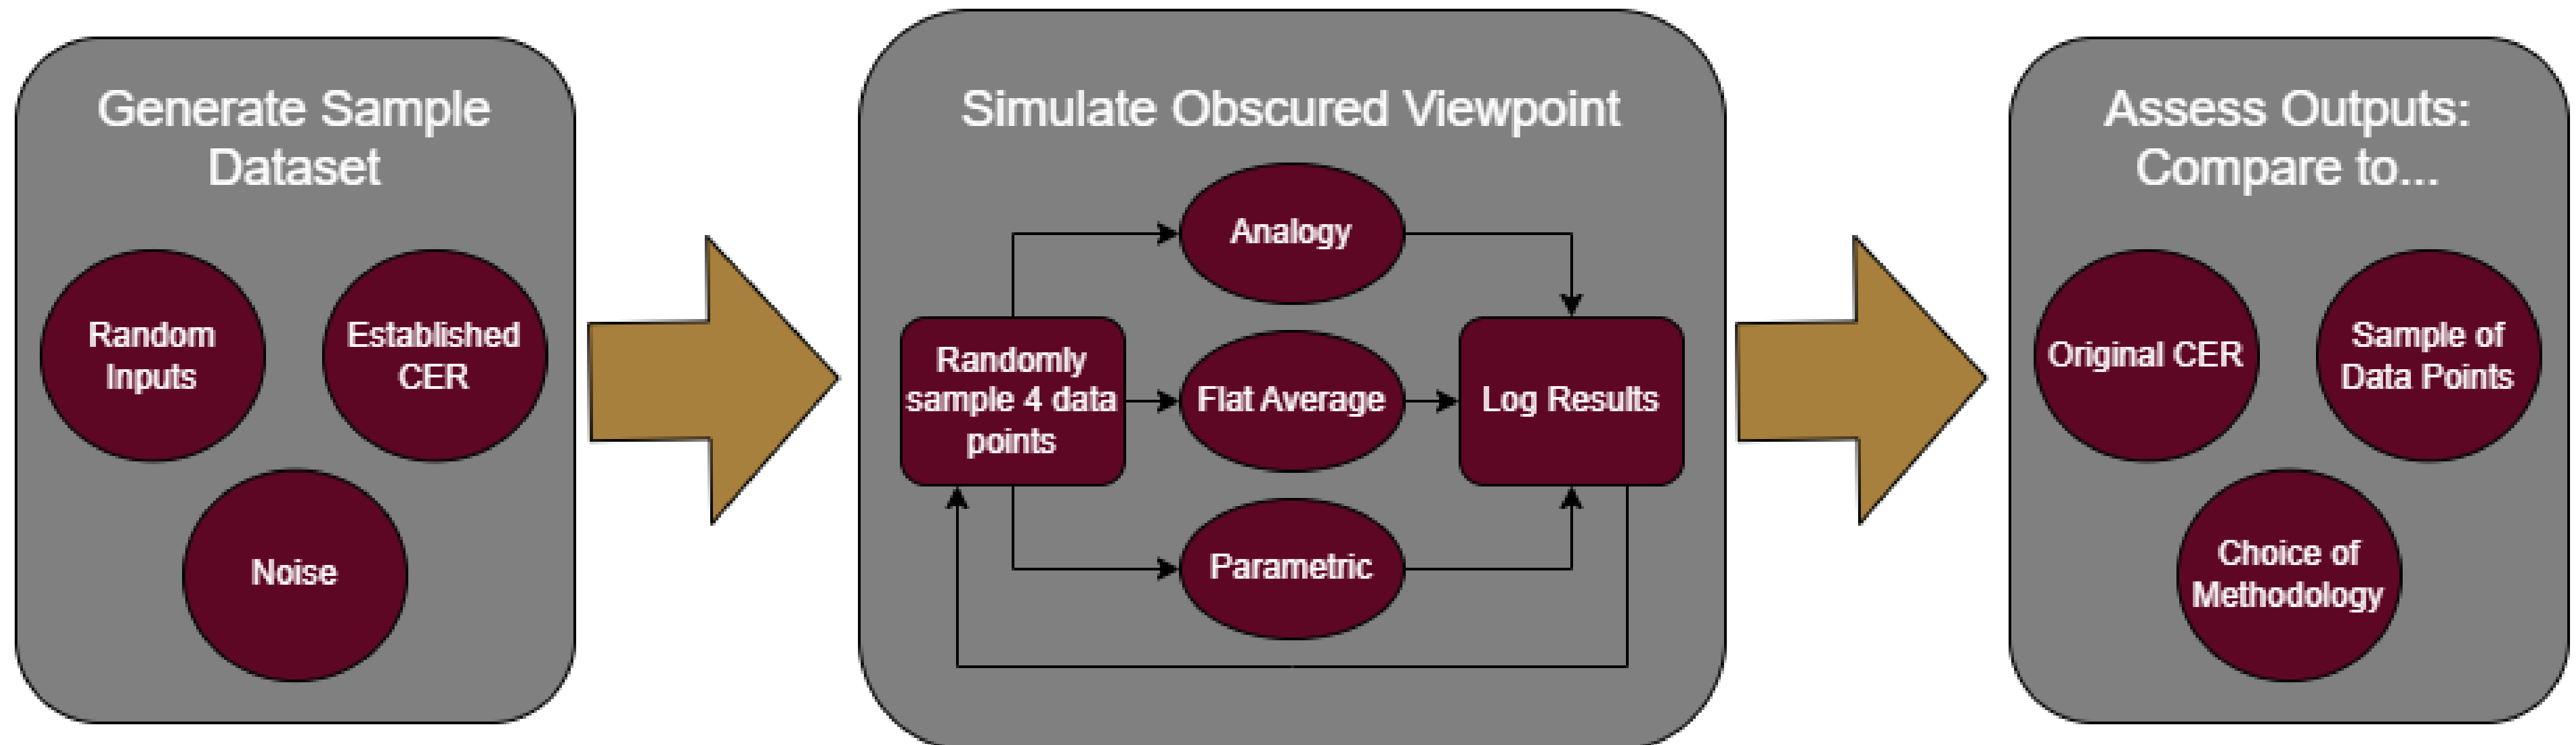 Generate Sample
Dataset
Random
Inputs
Established
CER
Noise
Simulate Obscured Viewpoint
Randomly
sample 4 data
points
Analogy
Flat Average
Parametric
Log Results
Assess Outputs:
Compare to...
Original CER
Sample of
Data Points
Choice of
Methodology